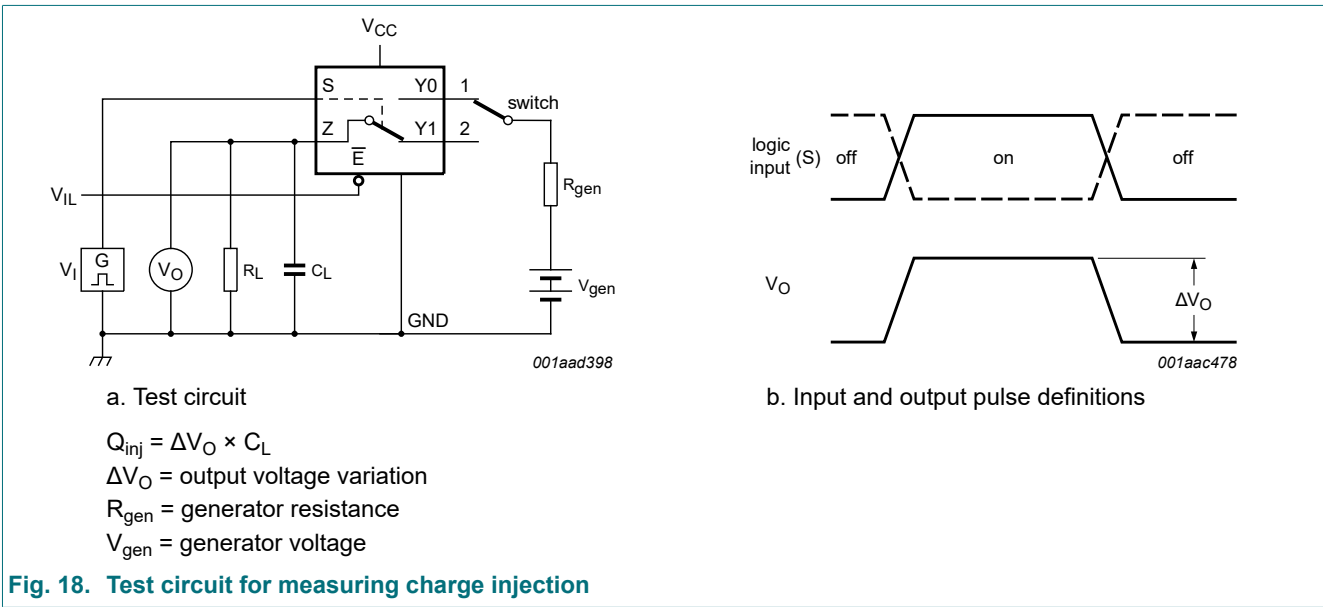 VCC
S
Y0
1
switch
Z
Y1
2
E̅
Rgen
VIL
VI
G
VO
RL
CL
Vgen
GND
001aad398
a. Test circuit
logic input (S)
off
on
off
VO
ΔVO
001aac478
b. Input and output pulse definitions
Qinj = ΔVO × CL
ΔVO = output voltage variation
Rgen = generator resistance
Vgen = generator voltage
Fig. 18. Test circuit for measuring charge injection